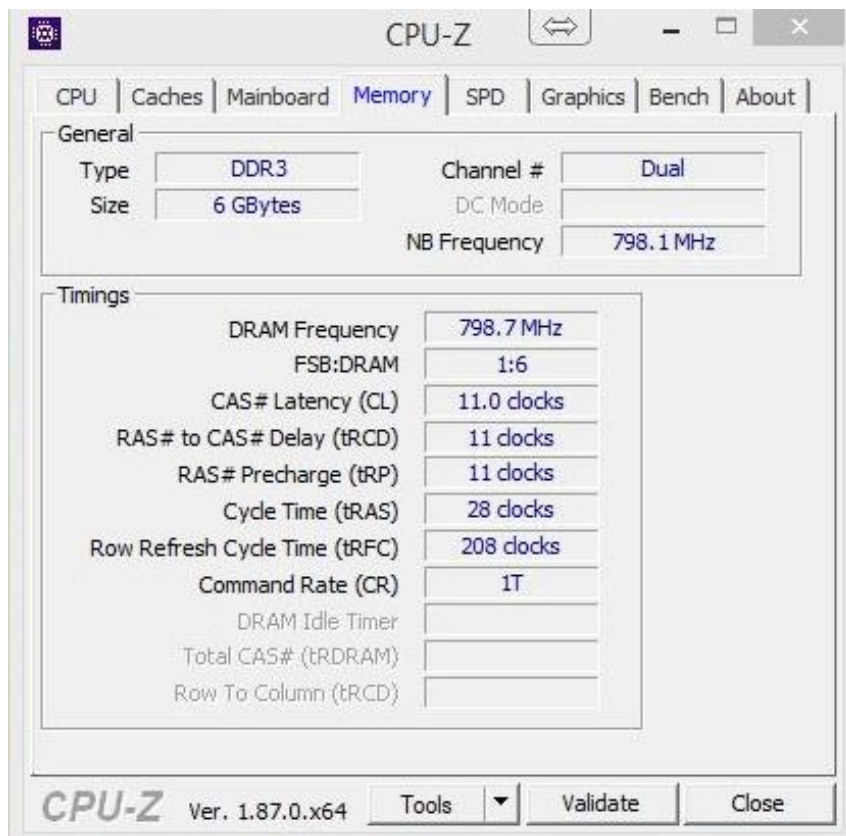 CPU-Z
CPU Caches Mainboard Memory SPD Graphics Bench About
General
Type DDR3 Channel # Dual
Size 6 GBytes DC Mode
NB Frequency 798.1 MHz
Timings
DRAM Frequency 798.7 MHz
FSB:DRAM 1:6
CAS# Latency (CL) 11.0 clocks
RAS# to CAS# Delay (tRCD) 11 clocks
RAS# Precharge (tRP) 11 clocks
Cycle Time (tRAS) 28 clocks
Row Refresh Cycle Time (tRFC) 208 clocks
Command Rate (CR) 1T
DRAM Idle Timer
Total CAS# (tRDRAM)
Row To Column (tRCD)
CPU-Z Ver. 1.87.0.x64 Tools Validate Close